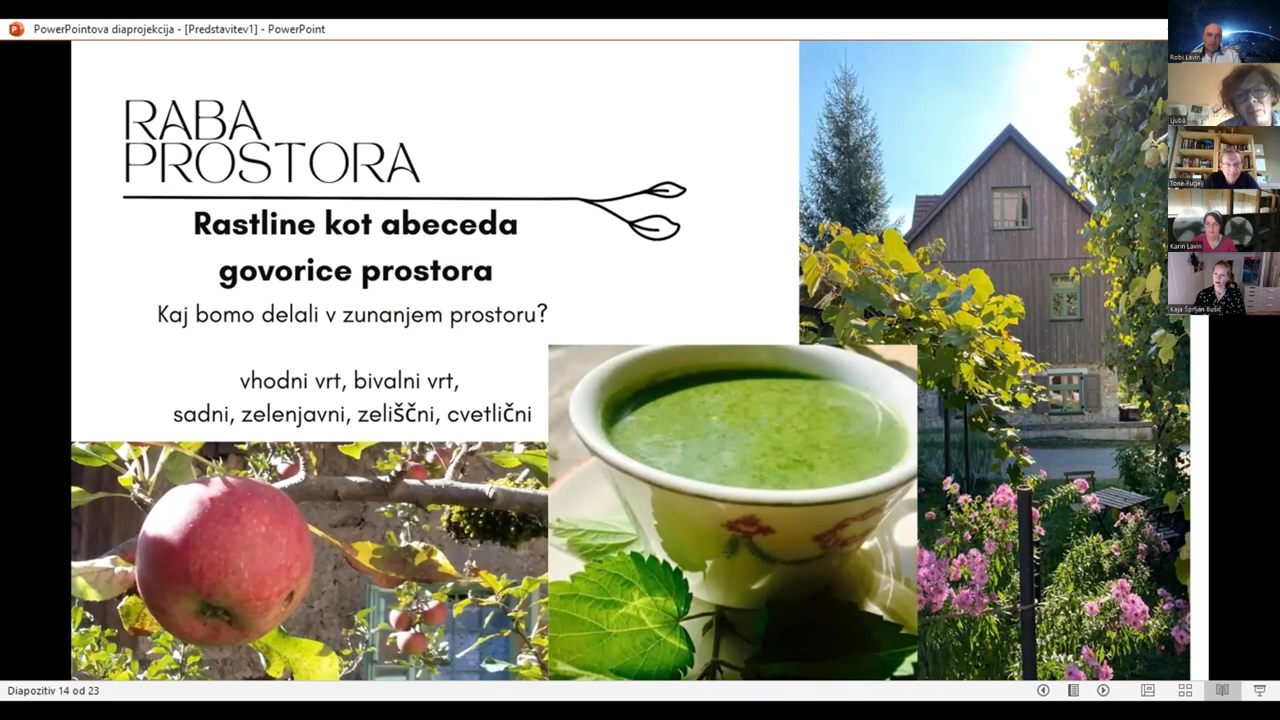 PowerPointova diaprojekcija - [Predstavitev1] - PowerPoint
RABA
PROSTORA
Rastline kot abeceda
govorice prostora
Kaj bomo delali v zunanjem prostoru?
vhodni vrt, bivalni vrt,
sadni, zelenjavni, zeliščni, cvetlični
Robi Lavin
Ljuba
Tone Rugelj
Karin Lavin
Kaja Šprljan Bušić
Diapozitiv 14 od 23